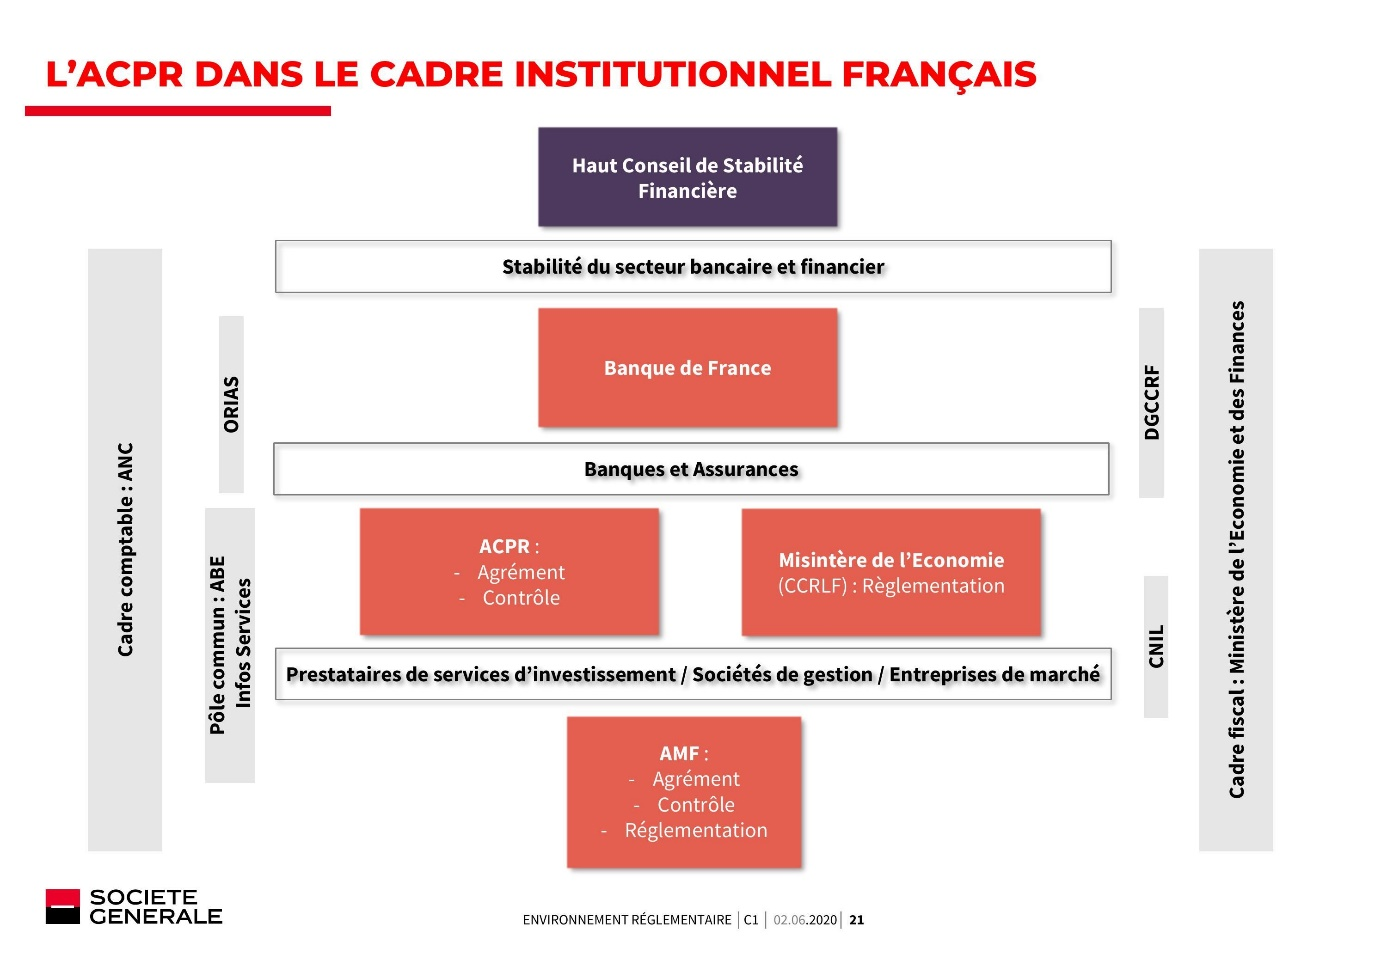 L’ACPR DANS LE CADRE INSTITUTIONNEL FRANÇAIS
Haut Conseil de Stabilité
Financière
Stabilité du secteur bancaire et financier
Banque de France
Banques et Assurances
ACPR :
- Agrément
- Contrôle
Misintère de l’Economie
(CCRLF) : Règlementation
Prestataires de services d’investissement / Sociétés de gestion / Entreprises de marché
AMF :
- Agrément
- Contrôle
- Réglementation
Cadre comptable : ANC
ORIAS
Pôle commun : ABE
Infos Services
DGCCRF
CNIL
Cadre fiscal : Ministère de l’Economie et des Finances
SOCIETE
GENERALE
ENVIRONNEMENT RÉGLEMENTAIRE | C1 | 02.06.2020 | 21